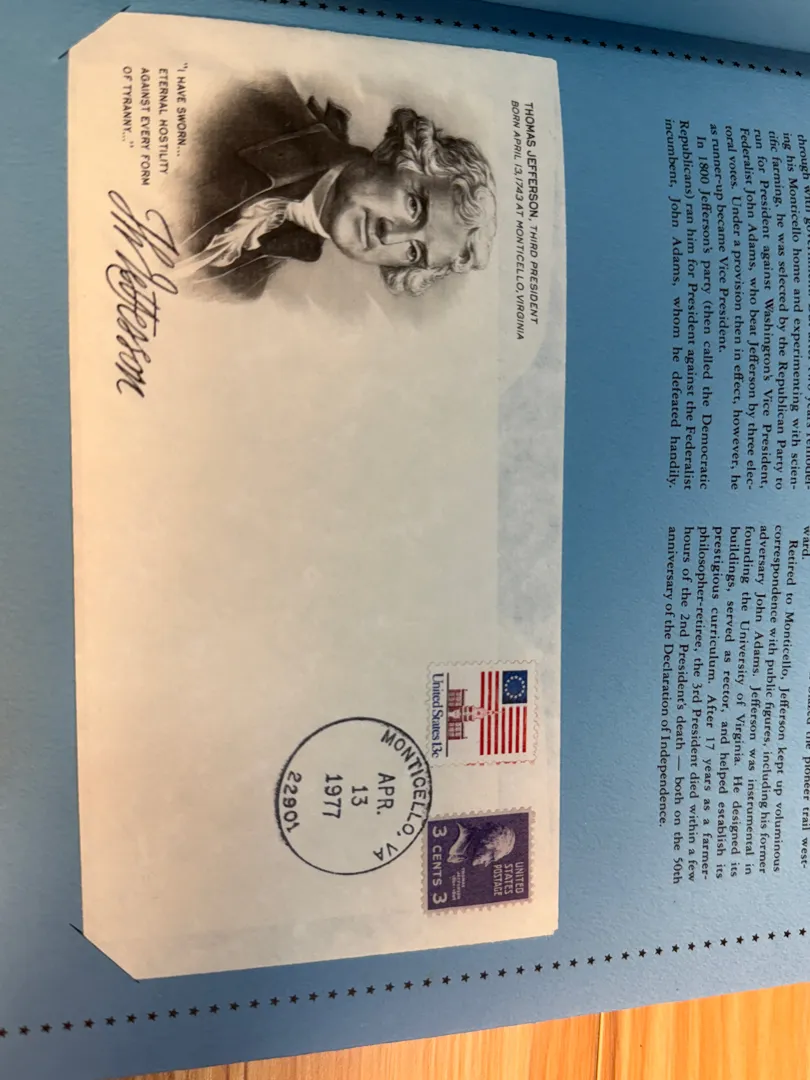 THOMAS JEFFERSON, THIRD PRESIDENT
BORN APRIL 13, 1743 AT MONTICELLO, VIRGINIA
"I HAVE SWORN...
ETERNAL HOSTILITY
AGAINST EVERY FORM
OF TYRANNY..."
Th Jefferson
United States 13c
UNITED
STATES
POSTAGE
3 CENTS 3
MONTICELLO, VA
APR.
13
1977
22901
through
ing his Monticello home and experimenting with scien-
tific farming, he was selected by the Republican Party to
run for President against Washington's Vice President,
Federalist John Adams, who beat Jefferson by three elec-
toral votes. Under a provision then in effect, however, he
as runner-up became Vice President.
In 1800 Jefferson's party (then called the Democratic
Republicans) ran him for President against the Federalist
incumbent, John Adams, whom he defeated handily.
the pioneer trail west-
ward.
Retired to Monticello, Jefferson kept up voluminous
correspondence with public figures, including his former
adversary John Adams. Jefferson was instrumental in
founding the University of Virginia. He designed its
buildings, served as rector, and helped establish its
prestigious curriculum. After 17 years as a farmer-
philosopher-retiree, the 3rd President died within a few
hours of the 2nd President's death — both on the 50th
anniversary of the Declaration of Independence.